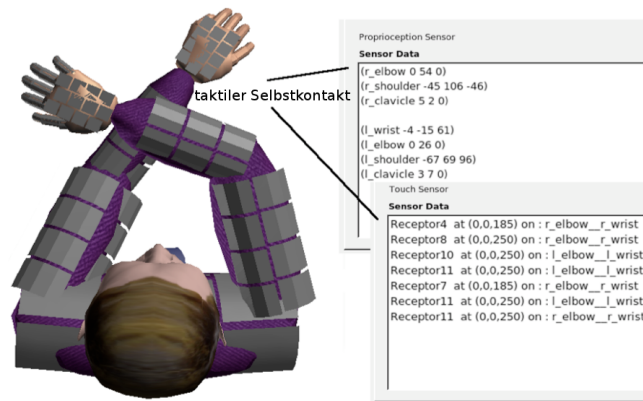 Proprioception Sensor
Sensor Data
(r_elbow 0 54 0)
(r_shoulder -45 106 -46)
(r_clavicle 5 2 0)
(l_wrist -4 -15 61)
(l_elbow 0 26 0)
(l_shoulder -67 69 96)
(l_clavicle 3 7 0)
taktiler Selbstkontakt
Touch Sensor
Sensor Data
Receptor4 at (0,0,185) on : r_elbow__r_wrist
Receptor8 at (0,0,250) on : r_elbow__r_wrist
Receptor10 at (0,0,250) on : l_elbow__l_wrist
Receptor11 at (0,0,250) on : l_elbow__l_wrist
Receptor7 at (0,0,185) on : r_elbow__r_wrist
Receptor11 at (0,0,250) on : l_elbow__l_wrist
Receptor11 at (0,0,250) on : r_elbow__r_wrist